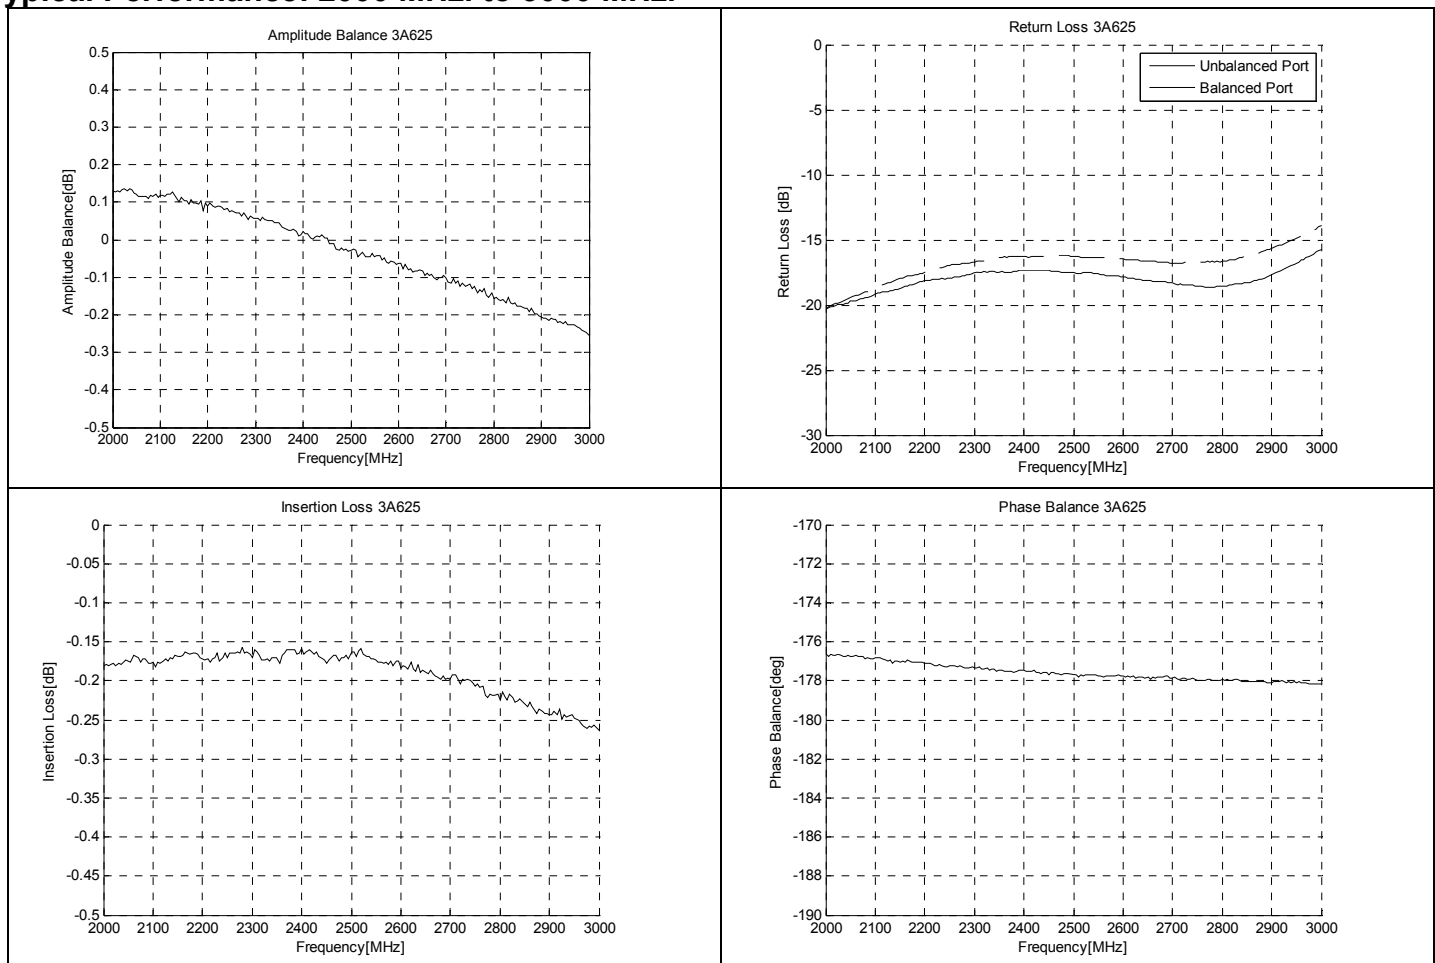 Amplitude Balance 3A625
0.5
0.4
0.3
0.2
0.1
0
-0.1
-0.2
-0.3
-0.4
-0.5
Amplitude Balance[dB]
2000 2100 2200 2300 2400 2500 2600 2700 2800 2900 3000
Frequency[MHz]
Return Loss 3A625
Unbalanced Port
Balanced Port
0
-5
-10
-15
-20
-25
-30
Return Loss [dB]
2000 2100 2200 2300 2400 2500 2600 2700 2800 2900 3000
Frequency[MHz]
Insertion Loss 3A625
0
-0.05
-0.1
-0.15
-0.2
-0.25
-0.3
-0.35
-0.4
-0.45
-0.5
Insertion Loss[dB]
2000 2100 2200 2300 2400 2500 2600 2700 2800 2900 3000
Frequency[MHz]
Phase Balance 3A625
-170
-172
-174
-176
-178
-180
-182
-184
-186
-188
-190
Phase Balance[deg]
2000 2100 2200 2300 2400 2500 2600 2700 2800 2900 3000
Frequency[MHz]